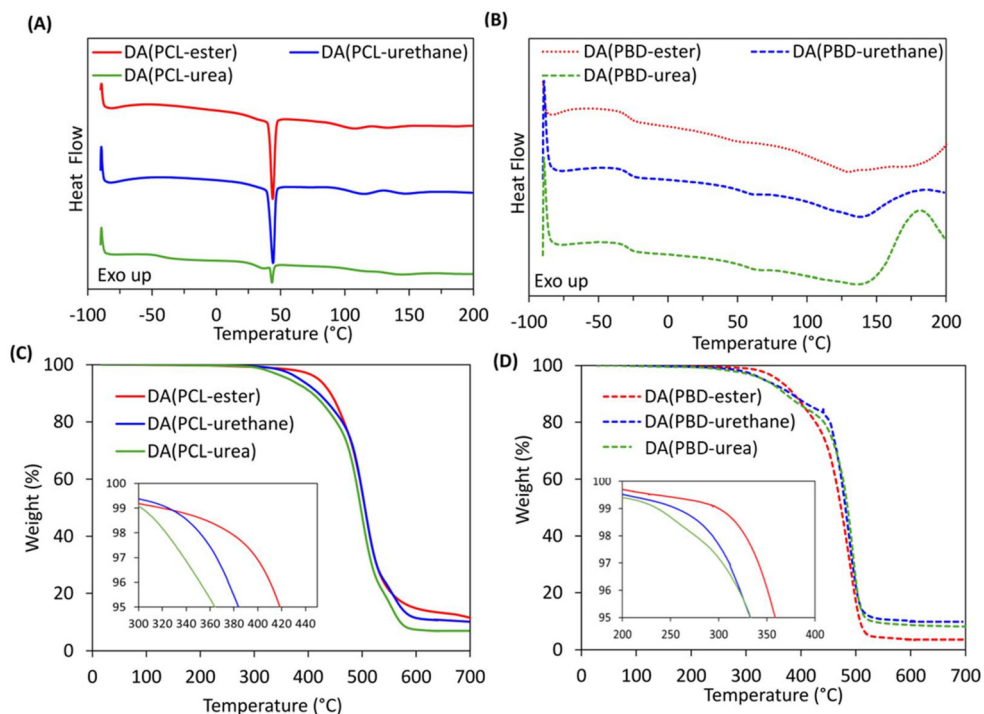 (A)
DA(PCL-ester)
DA(PCL-urethane)
DA(PCL-urea)
Heat Flow
Exo up
-100 -50 0 50 100 150 200
Temperature (°C)
(B)
DA(PBD-ester)
DA(PBD-urethane)
DA(PBD-urea)
Heat Flow
Exo up
-100 -50 0 50 100 150 200
Temperature (°C)
(C)
100
80
60
40
20
0
Weight (%)
DA(PCL-ester)
DA(PCL-urethane)
DA(PCL-urea)
100
99
98
97
96
95
300 320 340 360 380 400 420 440
0 100 200 300 400 500 600 700
Temperature (°C)
(D)
100
80
60
40
20
0
Weight (%)
DA(PBD-ester)
DA(PBD-urethane)
DA(PBD-urea)
100
99
98
97
96
95
200 250 300 350 400
0 100 200 300 400 500 600 700
Temperature (°C)